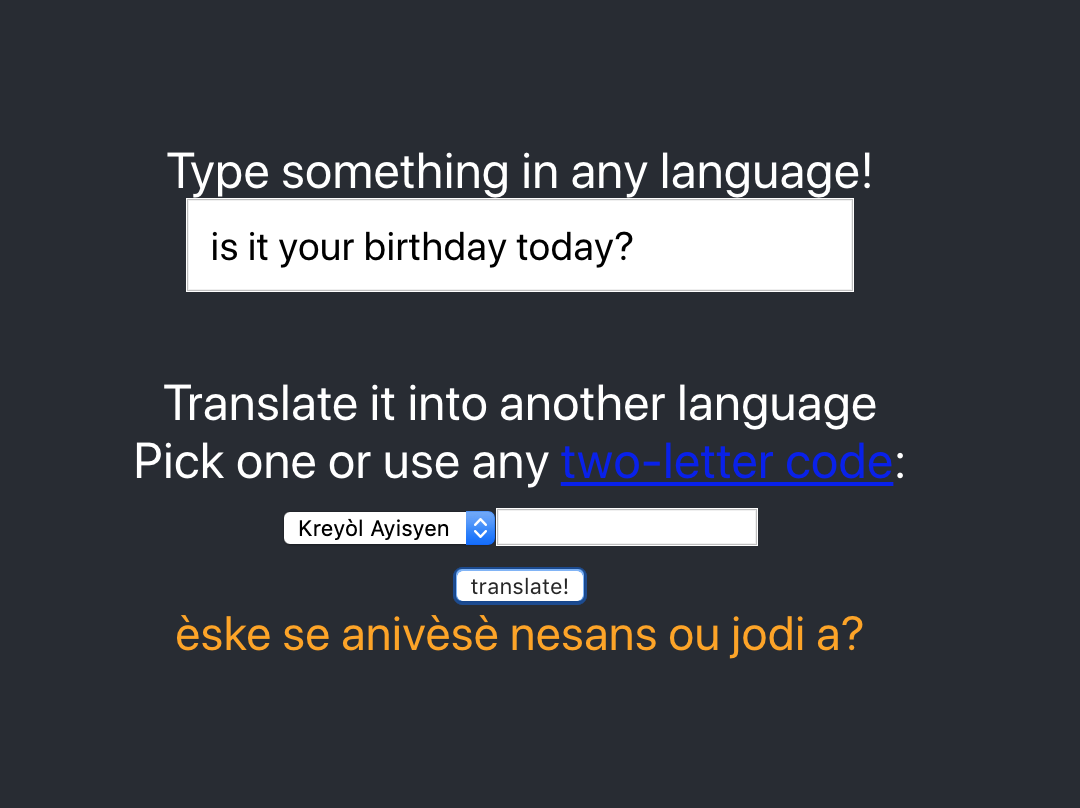 Type something in any language!
is it your birthday today?
Translate it into another language
Pick one or use any two-letter code:
Kreyòl Ayisyen
translate!
èske se anivèsè nesans ou jodi a?